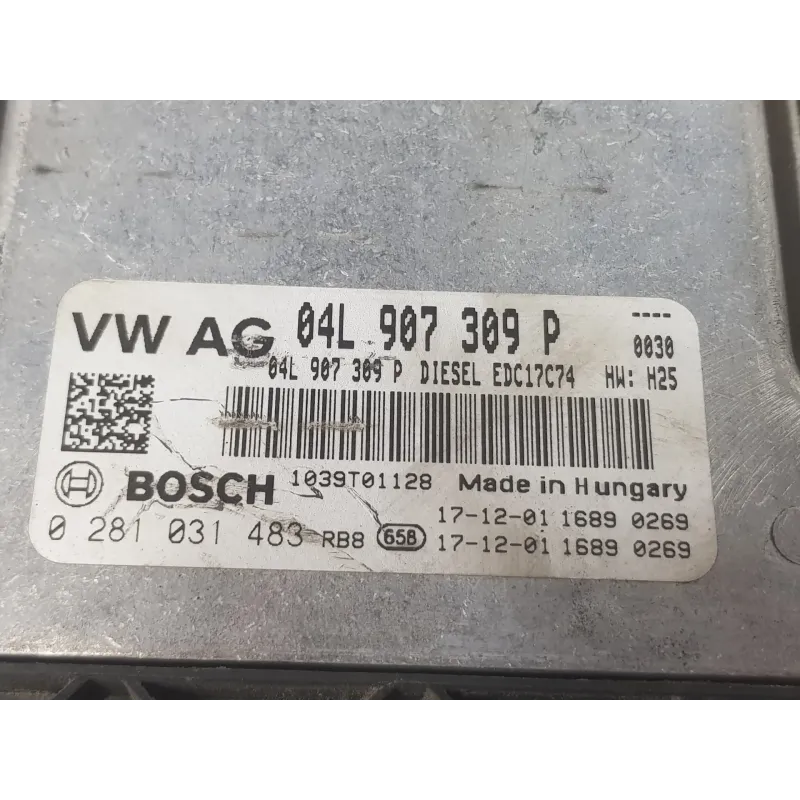 VW AG 04L 907 309 P ----
0030
04L 907 309 P DIESEL EDC17C74 HW: H25
BOSCH 1039T01128 Made in Hungary
0 281 031 483 RB8 65B 17-12-01 1689 0269
17-12-01 1689 0269